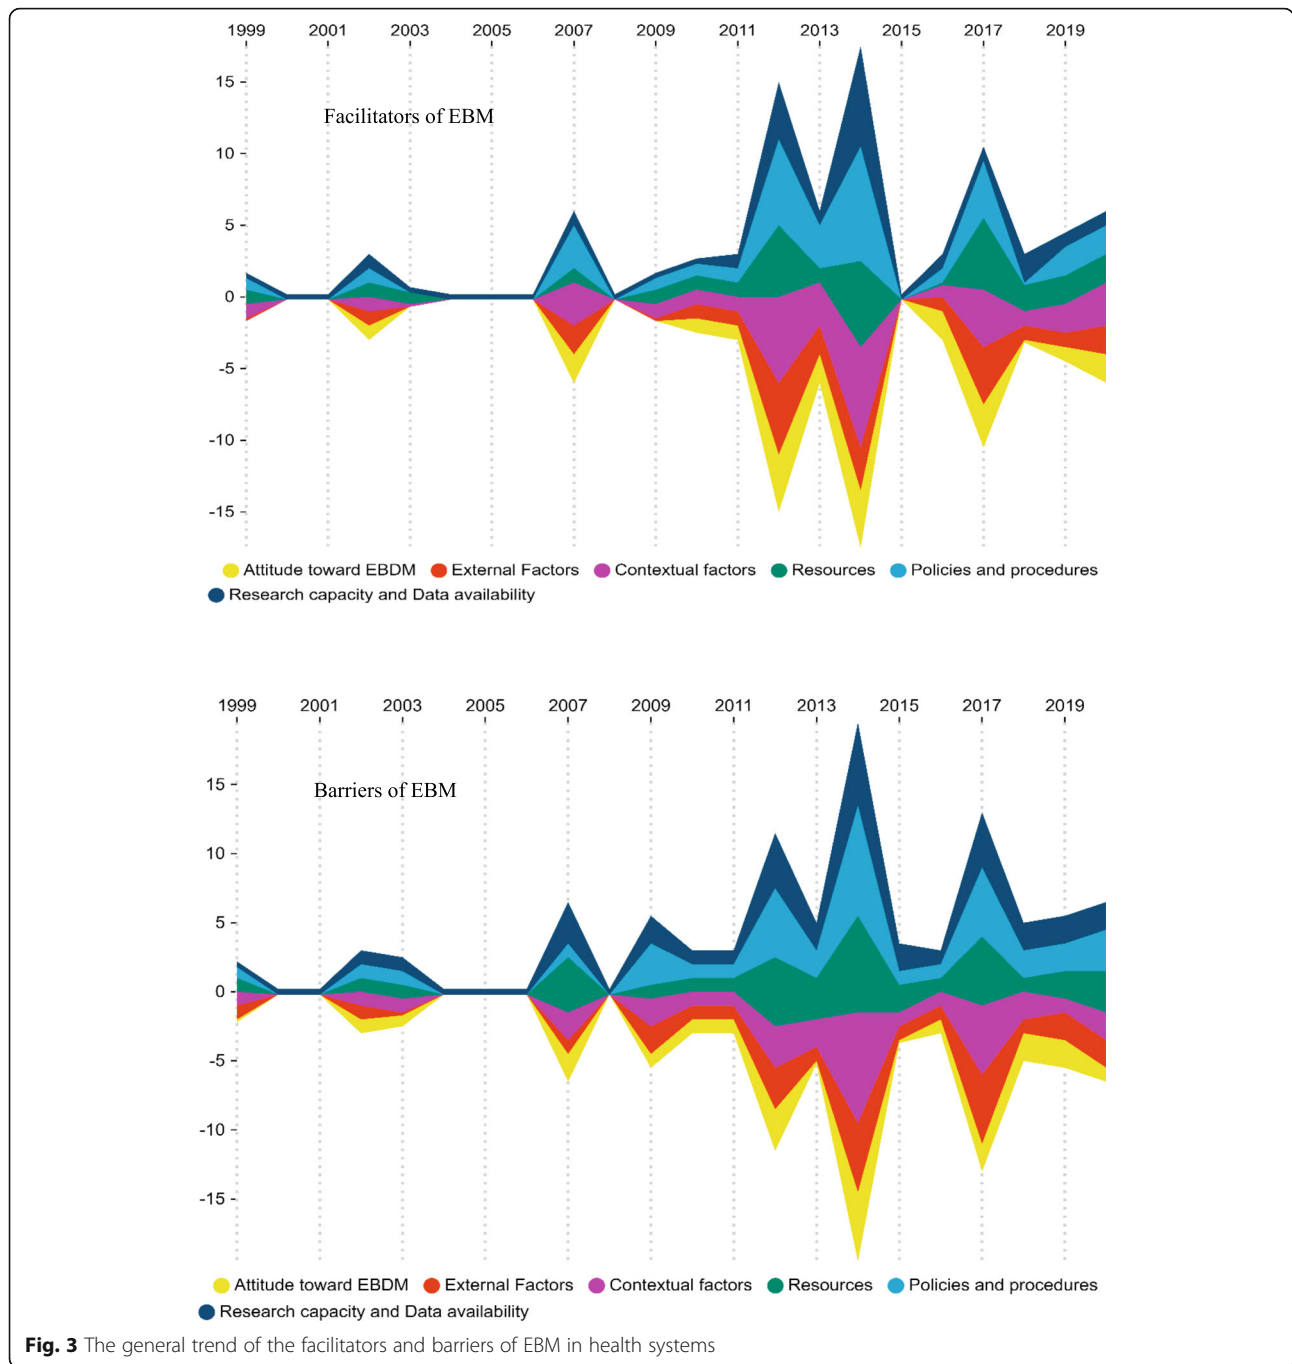 1999 2001 2003 2005 2007 2009 2011 2013 2015 2017 2019
15
Facilitators of EBM
10
5
0
-5
-10
-15
Attitude toward EBDM External Factors Contextual factors Resources Policies and procedures
Research capacity and Data availability
1999 2001 2003 2005 2007 2009 2011 2013 2015 2017 2019
15
Barriers of EBM
10
5
0
-5
-10
-15
Attitude toward EBDM External Factors Contextual factors Resources Policies and procedures
Research capacity and Data availability
Fig. 3 The general trend of the facilitators and barriers of EBM in health systems